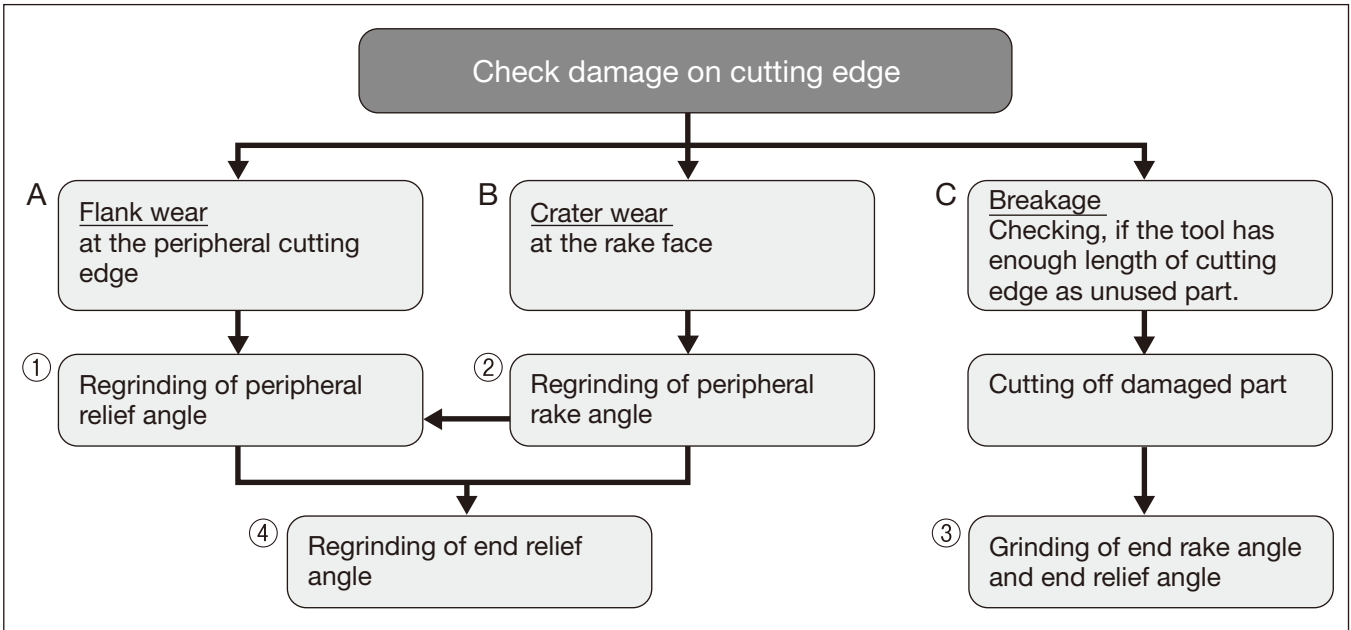 Check damage on cutting edge
A
Flank wear
at the peripheral cutting
edge
B
Crater wear
at the rake face
C
Breakage
Checking, if the tool has
enough length of cutting
edge as unused part.
①
Regrinding of peripheral
relief angle
②
Regrinding of peripheral
rake angle
Cutting off damaged part
④
Regrinding of end relief
angle
③
Grinding of end rake angle
and end relief angle